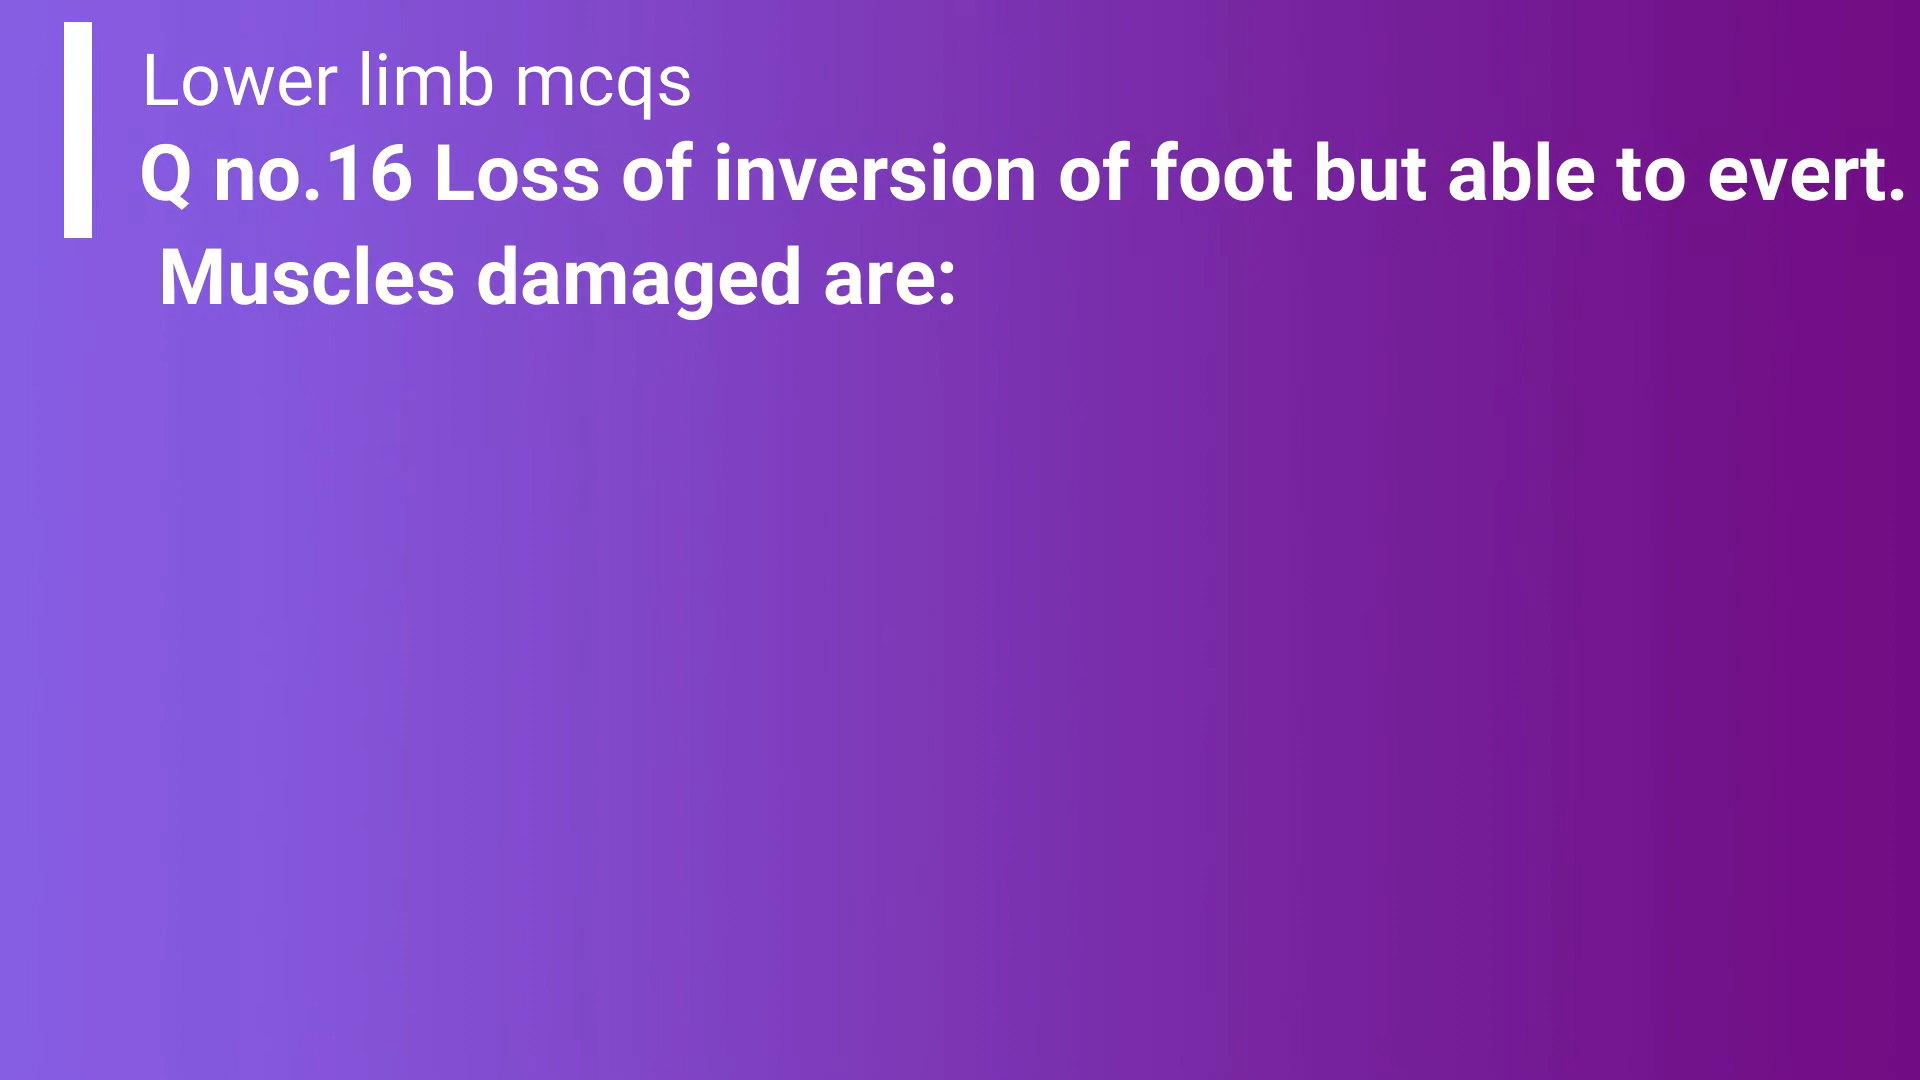 Lower limb mcqs
Q no.16 Loss of inversion of foot but able to evert.
Muscles damaged are: